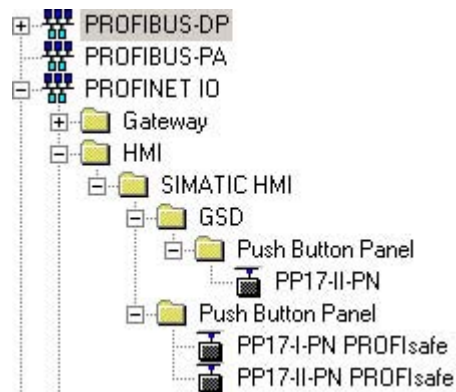 PROFIBUS-DP
PROFIBUS-PA
PROFINET IO
Gateway
HMI
SIMATIC HMI
GSD
Push Button Panel
PP17-II-PN
Push Button Panel
PP17-I-PN PROFIsafe
PP17-II-PN PROFIsafe